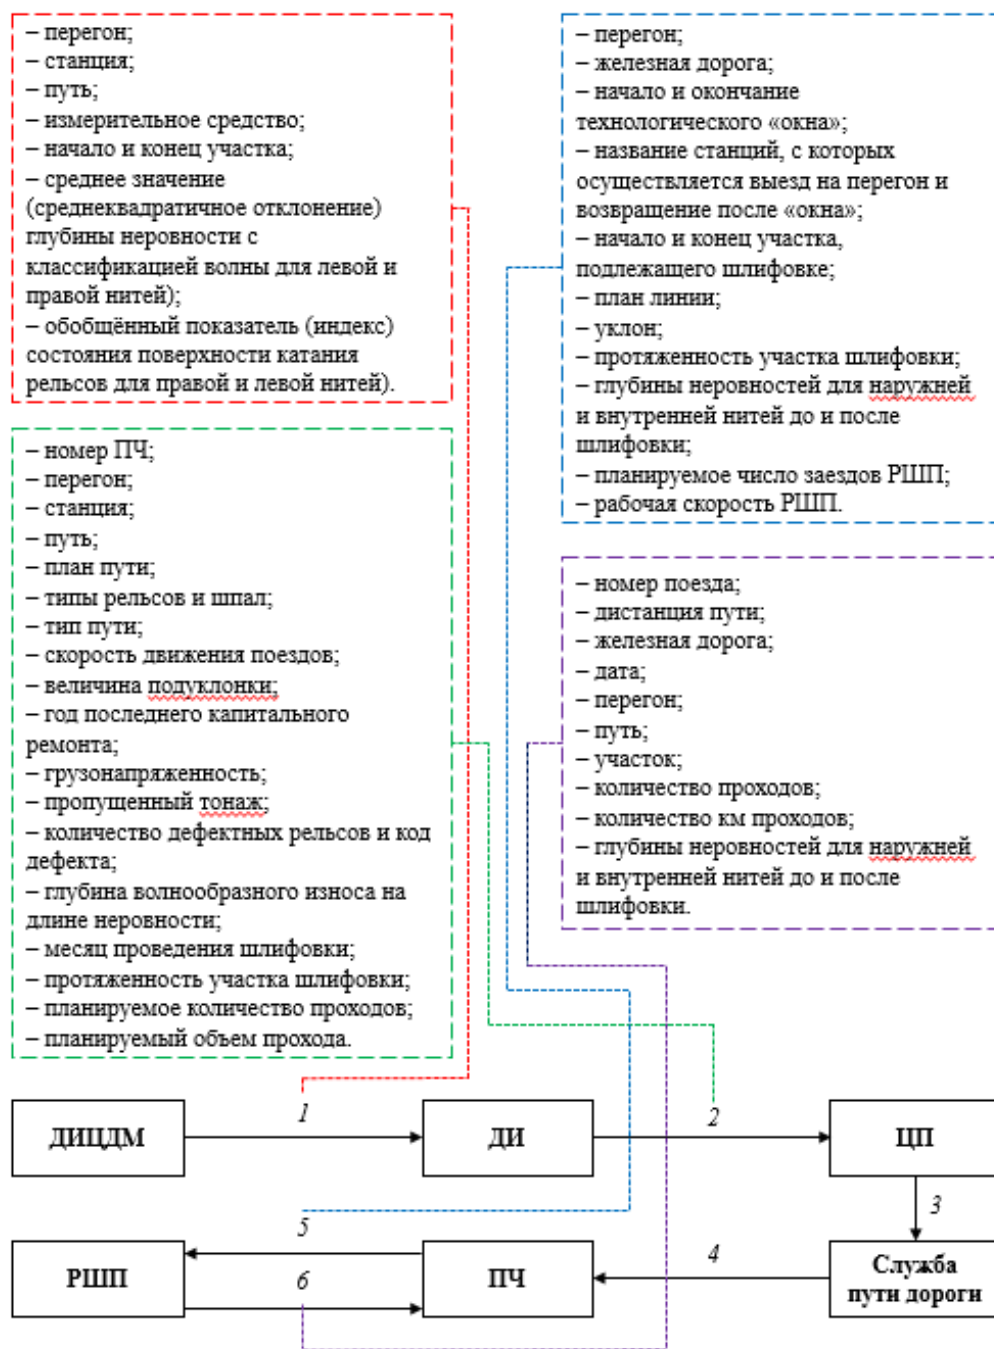 – перегон;
– станция;
– путь;
– измерительное средство;
– начало и конец участка;
– среднее значение
(среднеквадратичное отклонение)
глубины неровности с
классификацией волны для левой и
правой нитей);
– обобщённый показатель (индекс)
состояния поверхности катания
рельсов для правой и левой нитей).
– номер ПЧ;
– перегон;
– станция;
– путь;
– план пути;
– типы рельсов и шпал;
– тип пути;
– скорость движения поездов;
– величина подуклонки;
– год последнего капитального
ремонта;
– грузонапряженность;
– пропущенный тонаж;
– количество дефектных рельсов и код
дефекта;
– глубина волнообразного износа на
длине неровности;
– месяц проведения шлифовки;
– протяженность участка шлифовки;
– планируемое количество проходов;
– планируемый объем прохода.
– перегон;
– железная дорога;
– начало и окончание
технологического «окна»;
– название станций, с которых
осуществляется выезд на перегон и
возвращение после «окна»;
– начало и конец участка,
подлежащего шлифовке;
– план линии;
– уклон;
– протяженность участка шлифовки;
– глубины неровностей для наружней
и внутренней нитей до и после
шлифовки;
– планируемое число заездов РШП;
– рабочая скорость РШП.
– номер поезда;
– дистанция пути;
– железная дорога;
– дата;
– перегон;
– путь;
– участок;
– количество проходов;
– количество км проходов;
– глубины неровностей для наружней
и внутренней нитей до и после
шлифовки.
ДИЦДМ
1
ДИ
2
ЦП
3
РШП
5
6
ПЧ
4
Служба
пути дороги